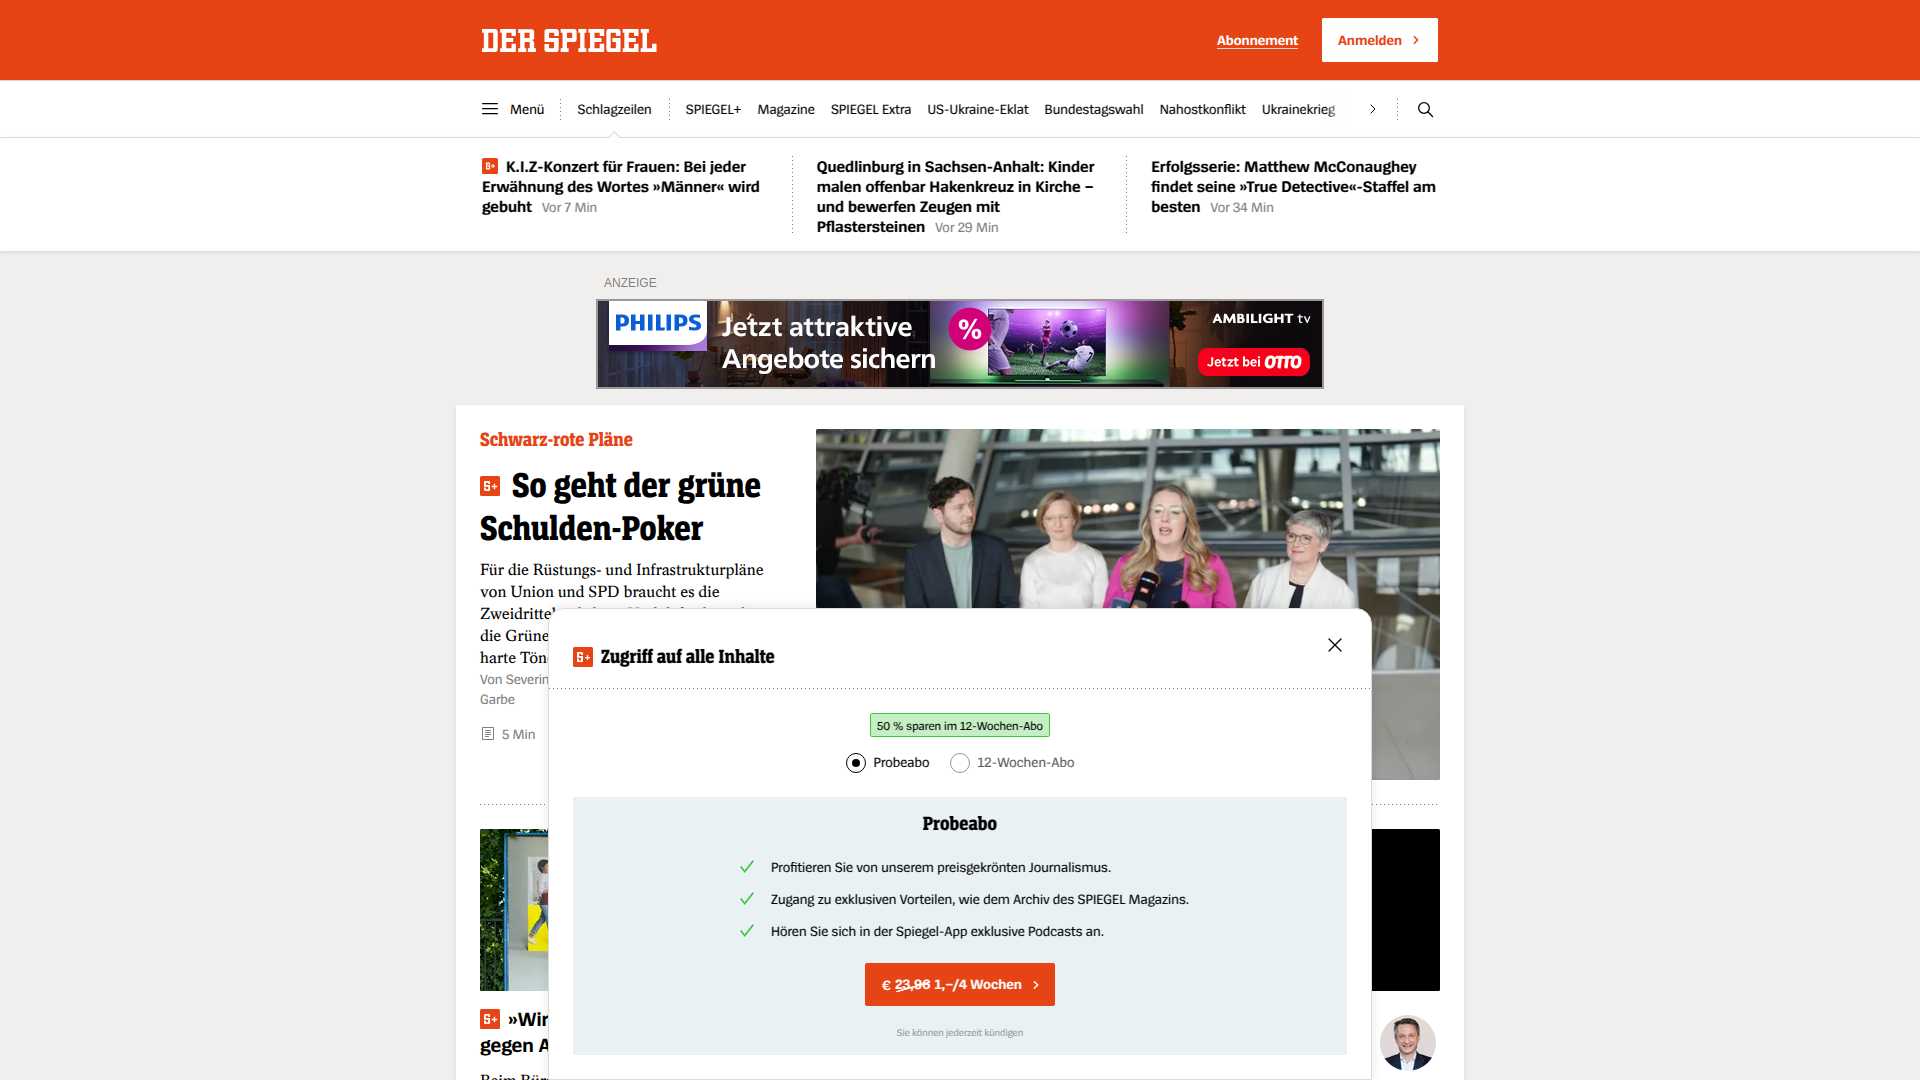 DER SPIEGEL
Abonnement
Anmelden
Menü
Schlagzeilen
SPIEGEL+
Magazine
SPIEGEL Extra
US-Ukraine-Eklat
Bundestagswahl
Nahostkonflikt
Ukrainekrieg
K.I.Z-Konzert für Frauen: Bei jeder
Erwähnung des Wortes »Männer« wird
gebuht Vor 7 Min
Quedlinburg in Sachsen-Anhalt: Kinder
malen offenbar Hakenkreuz in Kirche –
und bewerfen Zeugen mit
Pflastersteinen Vor 29 Min
Erfolgsserie: Matthew McConaughey
findet seine »True Detective«-Staffel am
besten Vor 34 Min
ANZEIGE
PHILIPS
Jetzt attraktive
Angebote sichern
%
AMBILIGHT tv
Jetzt bei OTTO
Schwarz-rote Pläne
So geht der grüne
Schulden-Poker
Für die Rüstungs- und Infrastrukturpläne
von Union und SPD braucht es die
die Grüne
harte
Von Severin
Garbe
5 Min
Zugriff auf alle Inhalte
50 % sparen im 12-Wochen-Abo
Probeabo
12-Wochen-Abo
Probeabo
Profitieren Sie von unserem preisgekrönten Journalismus.
Zugang zu exklusiven Vorteilen, wie dem Archiv des SPIEGEL Magazins.
Hören Sie sich in der Spiegel-App exklusive Podcasts an.
€ 23,96 1,–/4 Wochen
Sie können jederzeit kündigen
»Wir
gegen A